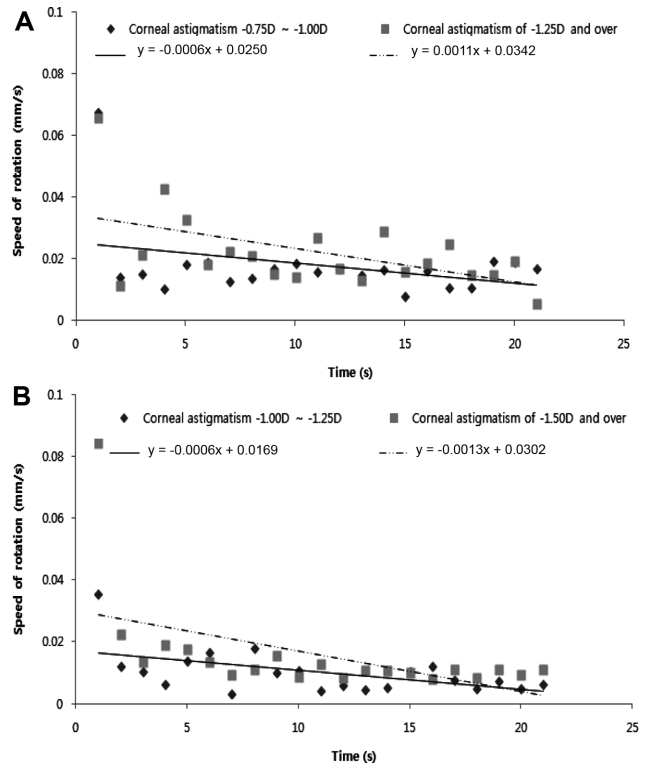 A
0.1
Corneal astigmatism -0.75D ~ -1.00D Corneal astigmatism of -1.25D and over
y = -0.0006x + 0.0250 y = 0.0011x + 0.0342
0.08
0.06
0.04
0.02
0
Speed of rotation (mm/s)
0 5 10 15 20 25
Time (s)
B
0.1
Corneal astigmatism -1.00D ~ -1.25D Corneal astigmatism of -1.50D and over
y = -0.0006x + 0.0169 y = -0.0013x + 0.0302
0.08
0.06
0.04
0.02
0
Speed of rotation (mm/s)
0 5 10 15 20 25
Time (s)